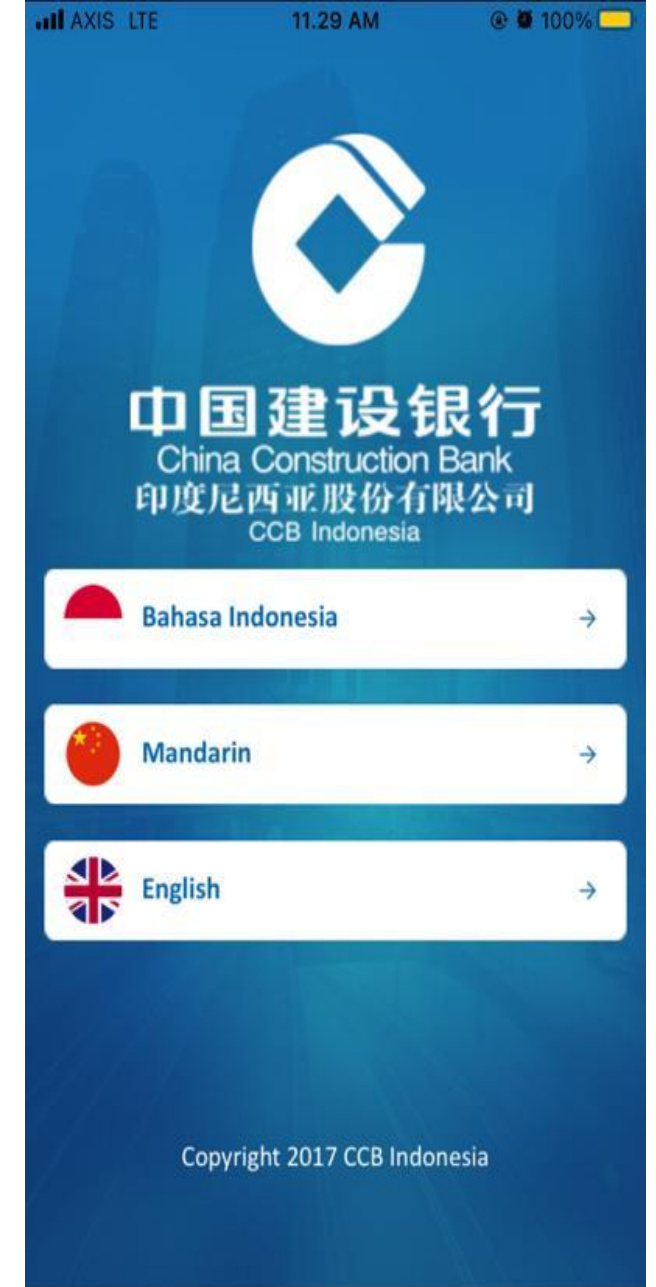 AXIS LTE 11.29 AM 100%
中国建设银行
China Construction Bank
印度尼西亚股份有限公司
CCB Indonesia
Bahasa Indonesia
Mandarin
English
Copyright 2017 CCB Indonesia